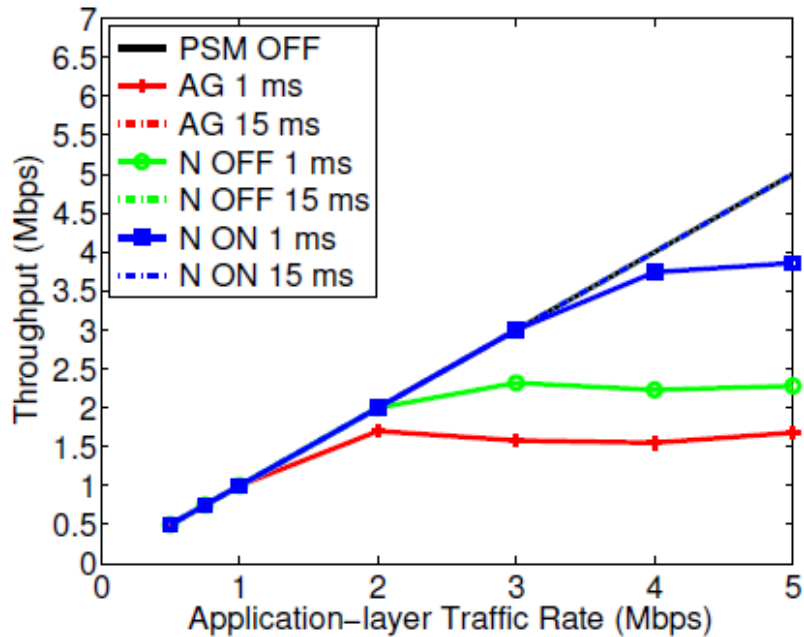 7
6.5
6
5.5
5
4.5
4
3.5
3
2.5
2
1.5
1
0.5
0
Throughput (Mbps)
PSM OFF
AG 1 ms
AG 15 ms
N OFF 1 ms
N OFF 15 ms
N ON 1 ms
N ON 15 ms
0 1 2 3 4 5
Application-layer Traffic Rate (Mbps)